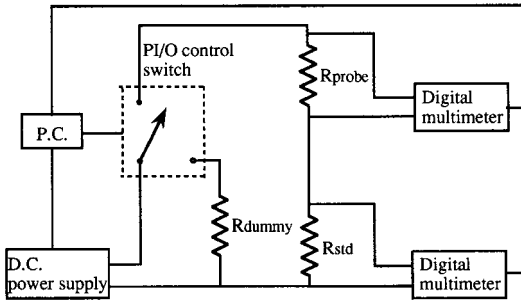 PI/O control
switch
Rprobe
Digital
multimeter
P.C.
Rdummy
Rstd
D.C.
power supply
Digital
multimeter